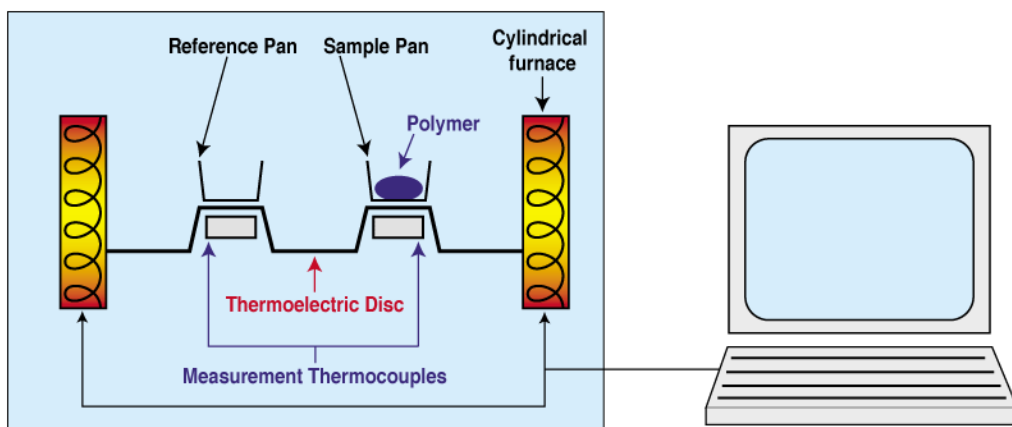 Reference Pan
Sample Pan
Cylindrical
furnace
Polymer
Thermoelectric Disc
Measurement Thermocouples